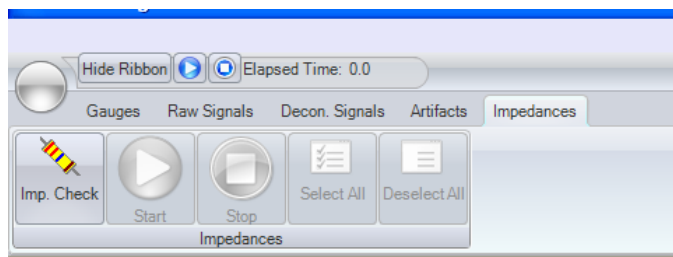 Hide Ribbon Elapsed Time: 0.0
Gauges Raw Signals Decon. Signals Artifacts Impedances
Imp. Check Start Stop Select All Deselect All
Impedances